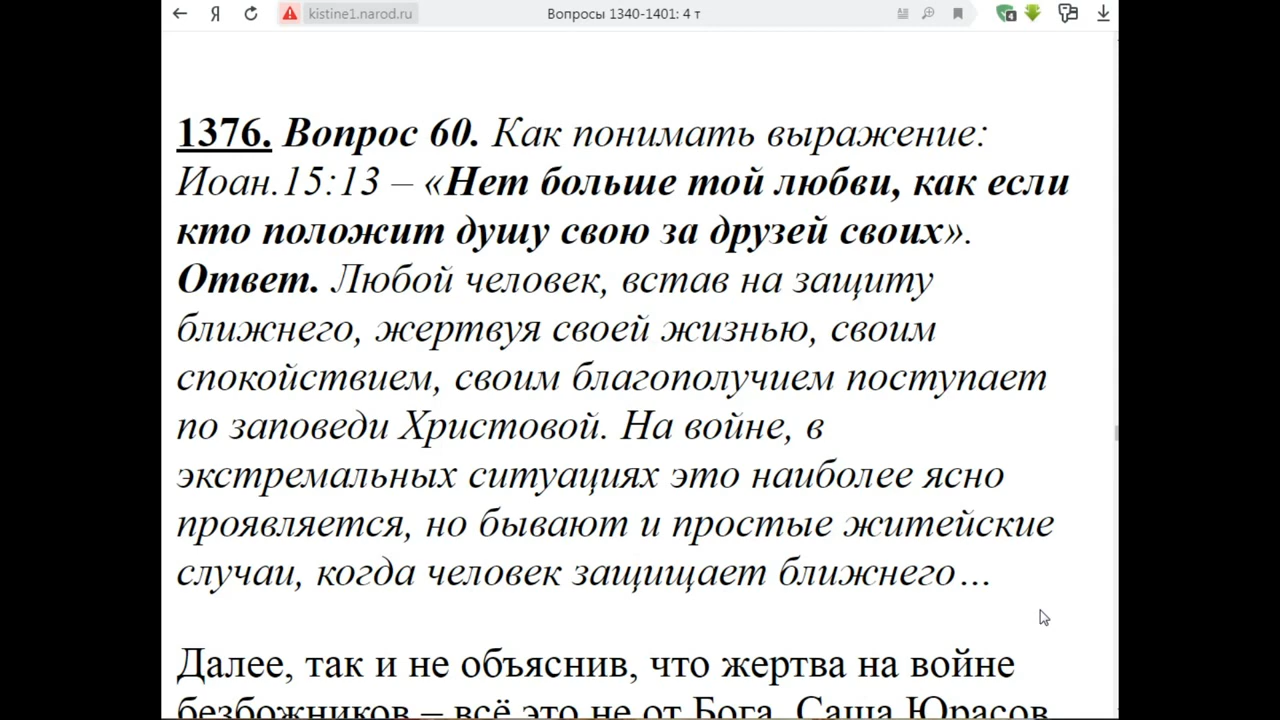 Я
kistine1.narod.ru
Вопросы 1340-1401: 4 т
4
1376. Вопрос 60. Как понимать выражение:
Иоан.15:13 – «Нет больше той любви, как если
кто положит душу свою за друзей своих».
Ответ. Любой человек, встав на защиту
ближнего, жертвуя своей жизнью, своим
спокойствием, своим благополучием поступает
по заповеди Христовой. На войне, в
экстремальных ситуациях это наиболее ясно
проявляется, но бывают и простые житейские
случаи, когда человек защищает ближнего…
Далее, так и не объяснив, что жертва на войне
безбожников – всё это не от Бога, Саша Юрасов